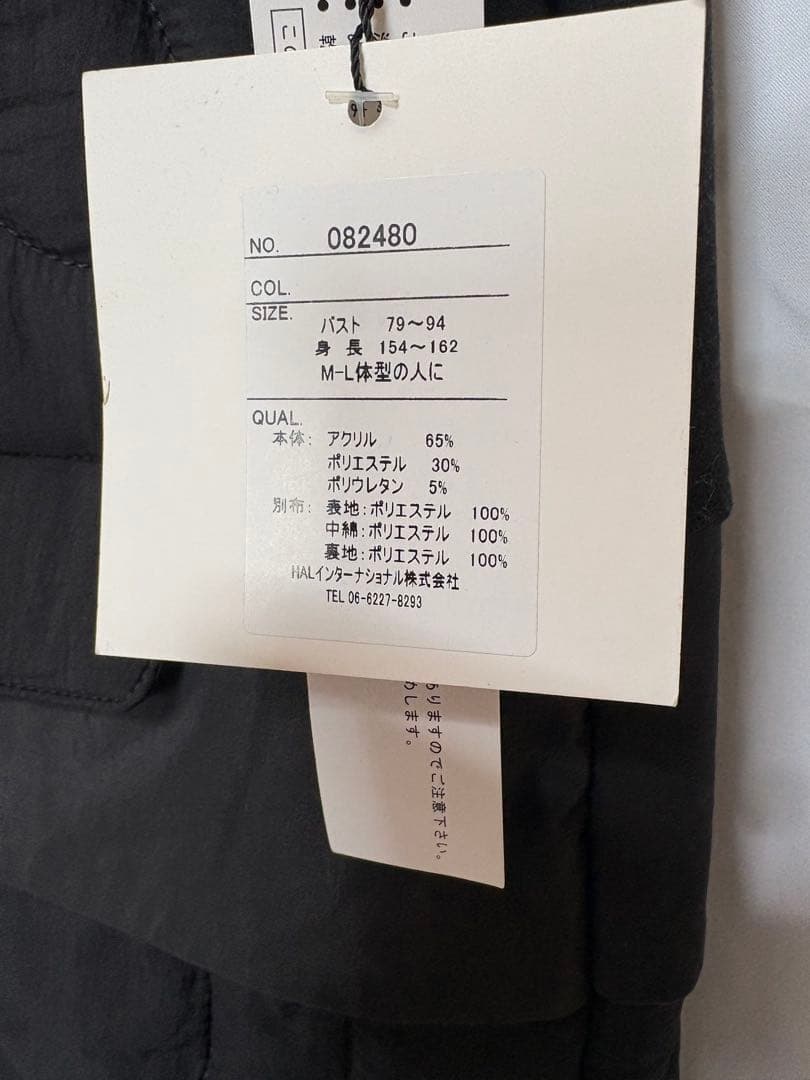 NO. 082480
COL.
SIZE.
バスト 79～94
身長 154～162
M-L体型の人に
QUAL.
本体: アクリル 65%
ポリエステル 30%
ポリウレタン 5%
別布: 表地:ポリエステル 100%
中綿:ポリエステル 100%
裏地:ポリエステル 100%
HALインターナショナル株式会社
TEL 06-6227-8293
りますのでご注意下さい。
します。